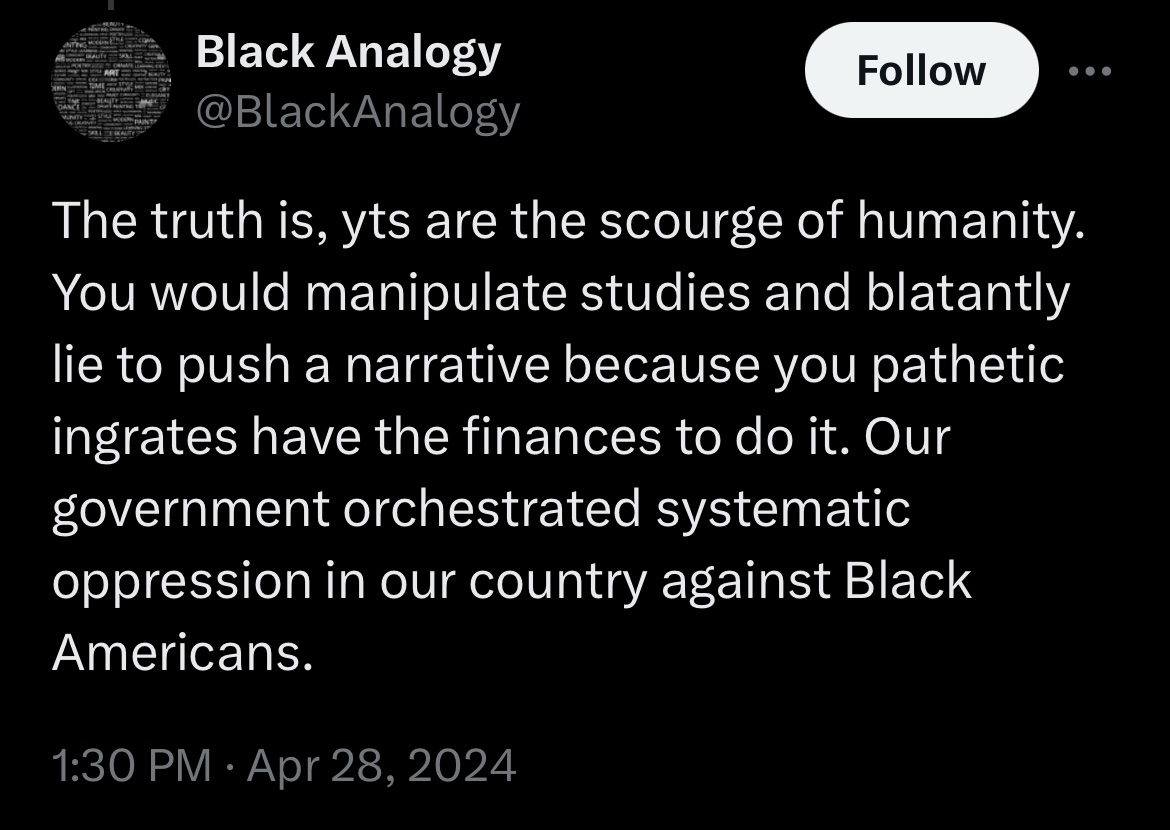 Black Analogy
Follow
@BlackAnalogy
The truth is, yts are the scourge of humanity.
You would manipulate studies and blatantly
lie to push a narrative because you pathetic
ingrates have the finances to do it. Our
government orchestrated systematic
oppression in our country against Black
Americans.
1:30 PM · Apr 28, 2024